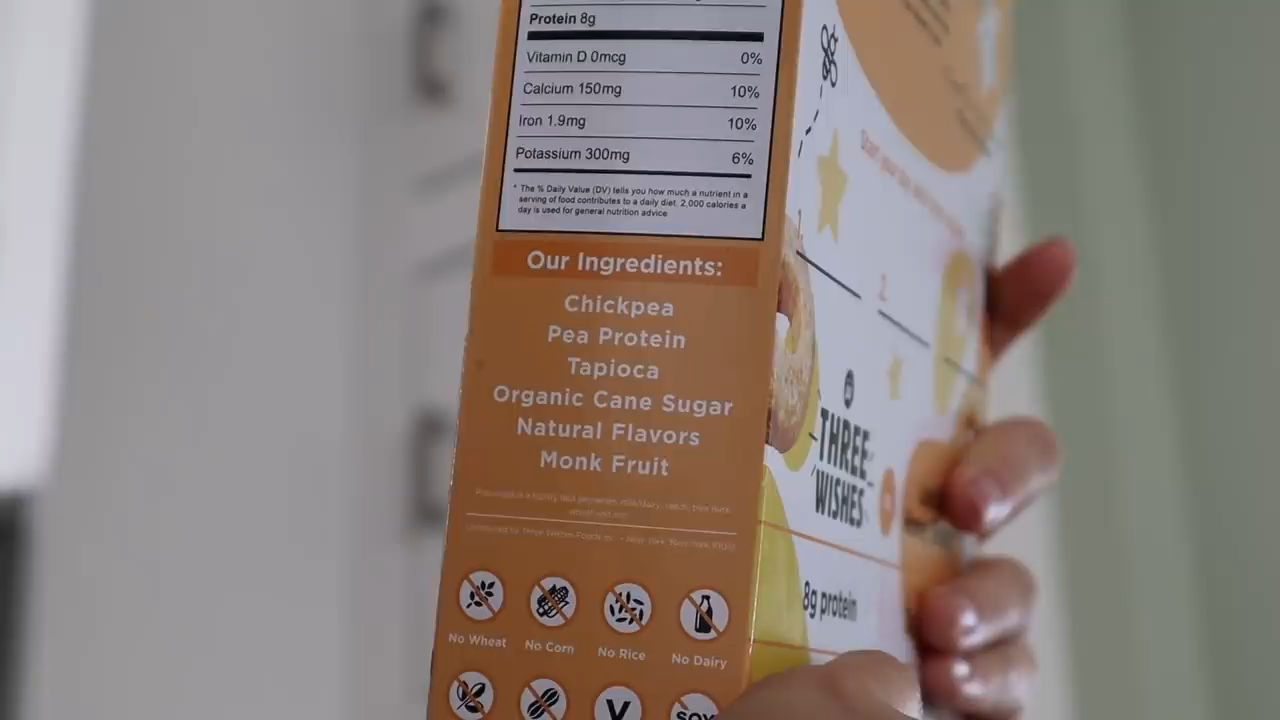 Protein 8g
Vitamin D 0mcg 0%
Calcium 150mg 10%
Iron 1.9mg 10%
Potassium 300mg 6%
* The % Daily Value (DV) tells you how much a nutrient in a
serving of food contributes to a daily diet. 2,000 calories a
day is used for general nutrition advice
Our Ingredients:
Chickpea
Pea Protein
Tapioca
Organic Cane Sugar
Natural Flavors
Monk Fruit
No Wheat
No Corn
No Rice
No Dairy
V
SOY
1.
2.
THREE
WISHES
8g protein